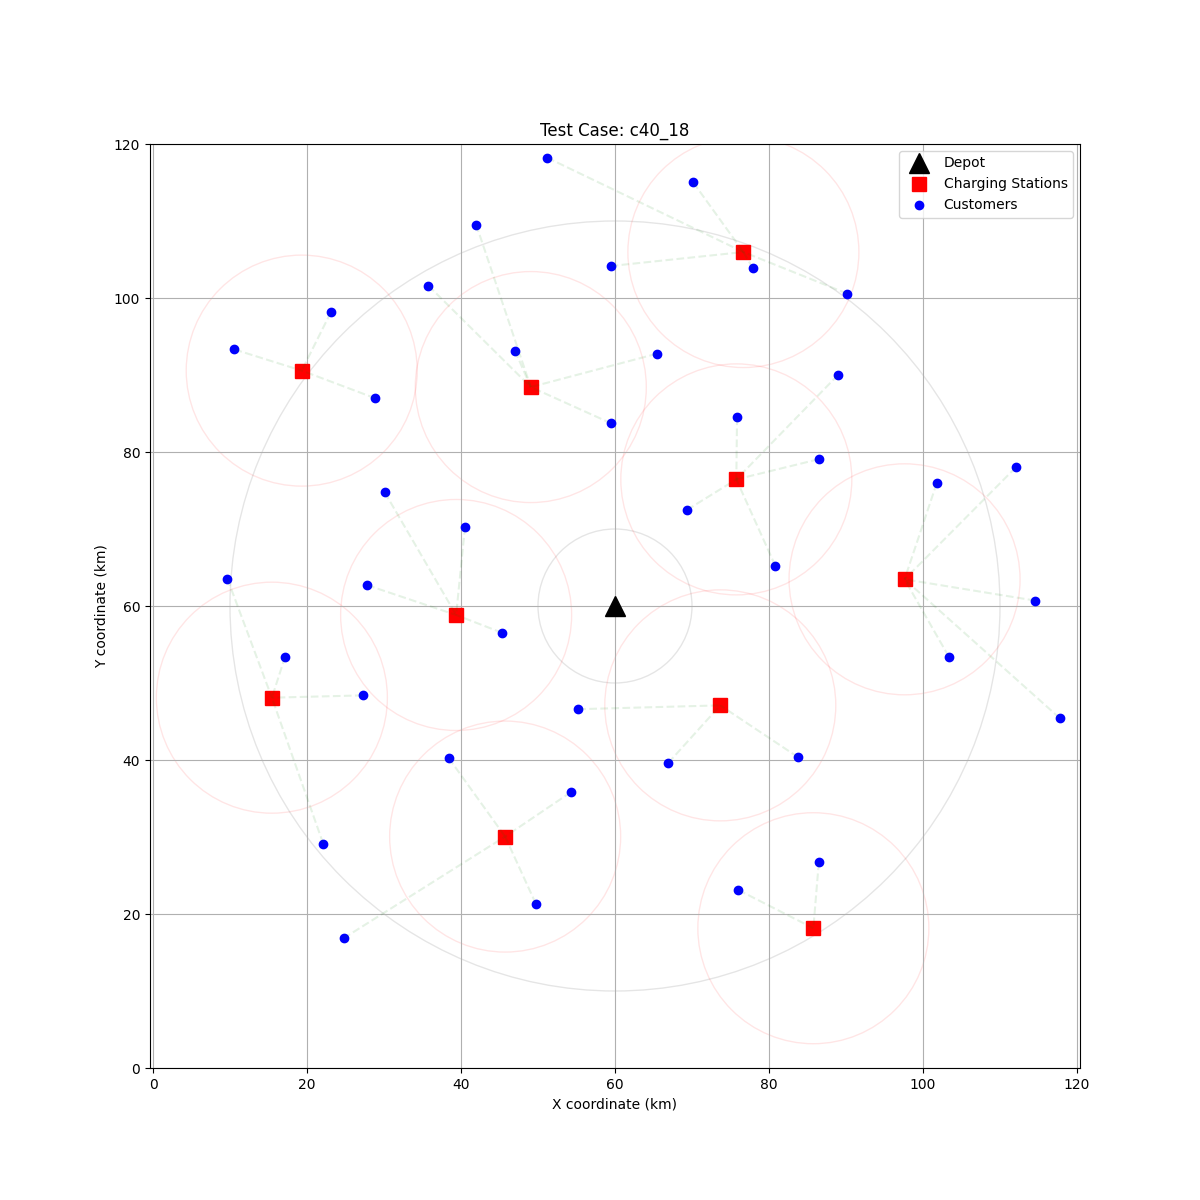 Test Case: c40_18
Depot
Charging Stations
Customers
120
100
80
60
40
20
0
Y coordinate (km)
0 20 40 60 80 100 120
X coordinate (km)